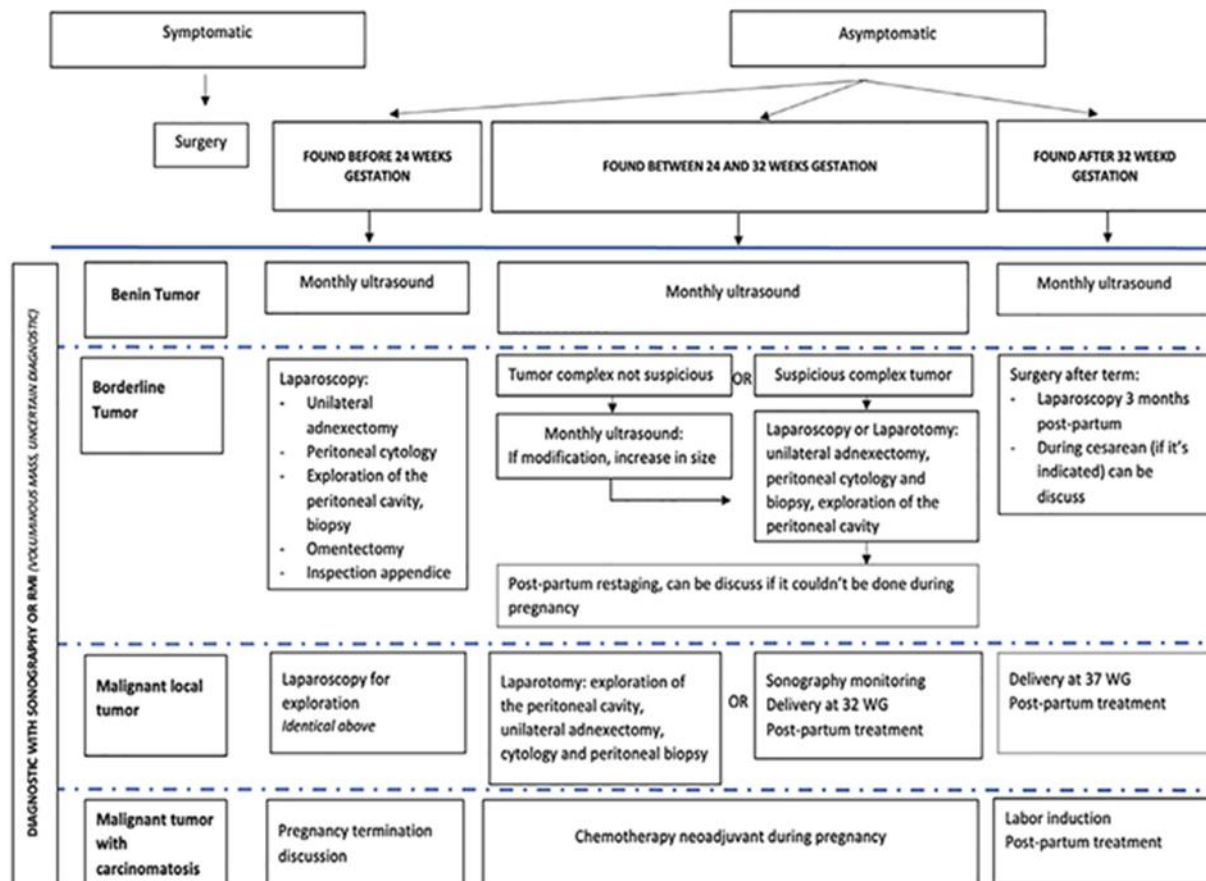 Symptomatic
Asymptomatic
Surgery
FOUND BEFORE 24 WEEKS
GESTATION
FOUND BETWEEN 24 AND 32 WEEKS GESTATION
FOUND AFTER 32 WEEKD
GESTATION
DIAGNOSTIC WITH SONOGRAPHY OR RMI (VOLUMINOUS MASS, UNCERTAIN DIAGNOSTIC)
Benin Tumor
Monthly ultrasound
Monthly ultrasound
Monthly ultrasound
Borderline
Tumor
Laparoscopy:
- Unilateral
adnexectomy
- Peritoneal cytology
- Exploration of the
peritoneal cavity,
biopsy
- Omentectomy
- Inspection appendice
Tumor complex not suspicious
OR
Suspicious complex tumor
Monthly ultrasound:
If modification, increase in size
Laparoscopy or Laparotomy:
unilateral adnexectomy,
peritoneal cytology and
biopsy, exploration of the
peritoneal cavity
Post-partum restaging, can be discuss if it couldn't be done during
pregnancy
Surgery after term:
- Laparoscopy 3 months
post-partum
- During cesarean (if it's
indicated) can be
discuss
Malignant local
tumor
Laparoscopy for
exploration
Identical above
Laparotomy: exploration of
the peritoneal cavity,
unilateral adnexectomy,
cytology and peritoneal biopsy
OR
Sonography monitoring
Delivery at 32 WG
Post-partum treatment
Delivery at 37 WG
Post-partum treatment
Malignant tumor
with
carcinomatosis
Pregnancy termination
discussion
Chemotherapy neoadjuvant during pregnancy
Labor induction
Post-partum treatment